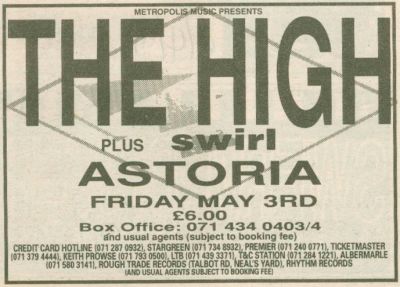 METROPOLIS MUSIC PRESENTS
THE HIGH
PLUS swirl
ASTORIA
FRIDAY MAY 3RD
£6.00
Box Office: 071 434 0403/4
and usual agents (subject to booking fee)
CREDIT CARD HOTLINE (071 287 0932), STARGREEN (071 734 8932), PREMIER (071 240 0771), TICKETMASTER
(071 379 4444), KEITH PROWSE (071 793 0500), LTB (071 439 3371), T&C STATION (071 284 1221), ALBERMARLE
(071 580 3141), ROUGH TRADE RECORDS (TALBOT RD. NEALS YARD), RHYTHM RECORDS
(AND USUAL AGENTS SUBJECT TO BOOKING FEE)